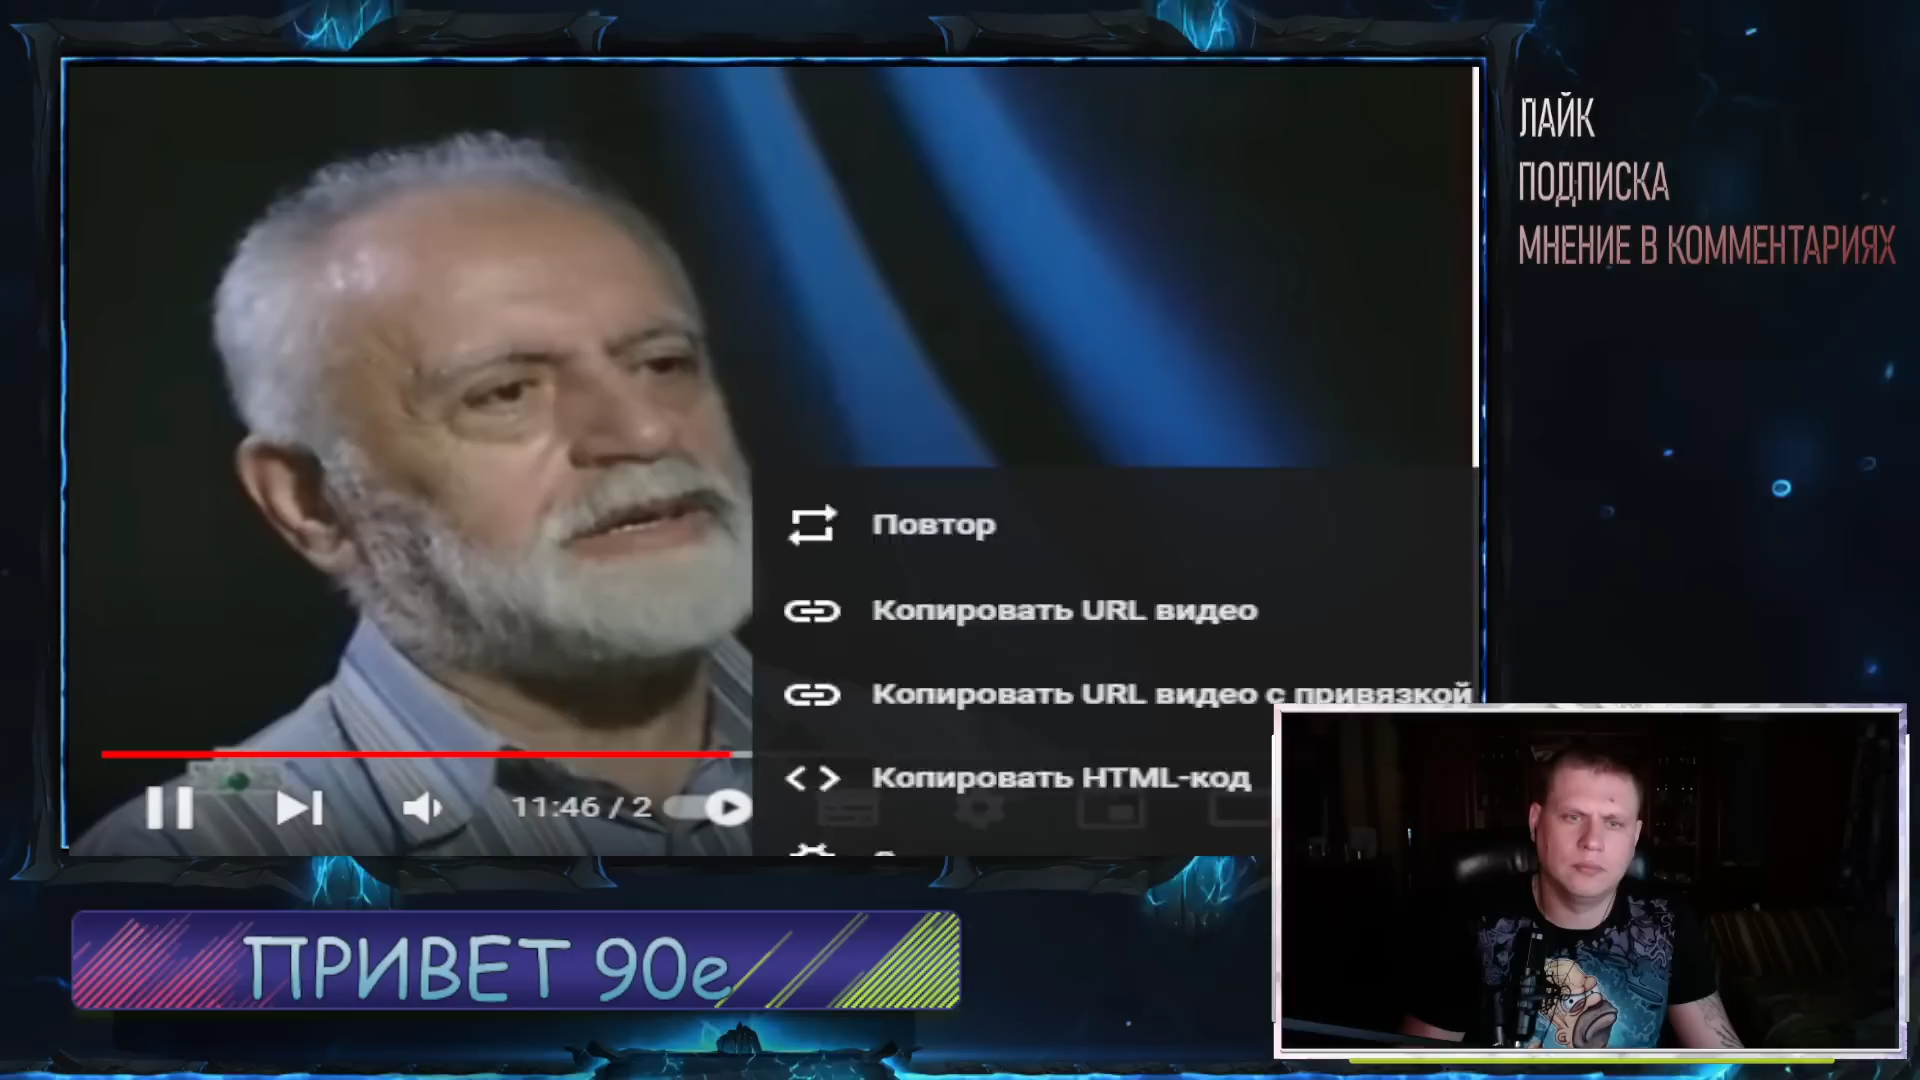 ЛАЙК
ПОДПИСКА
МНЕНИЕ В КОММЕНТАРИЯХ
Повтор
Копировать URL видео
Копировать URL видео с привязкой
Копировать HTML-код
11:46 / 2
ПРИВЕТ 90е